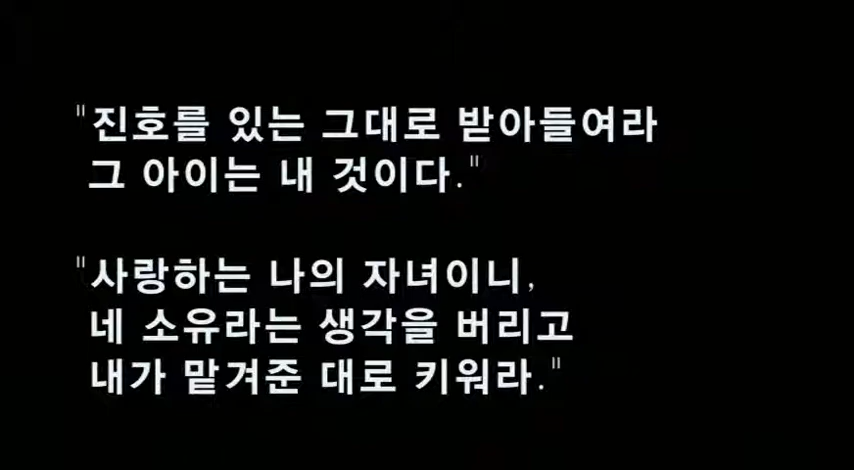 "진호를 있는 그대로 받아들여라
그 아이는 내 것이다."
"사랑하는 나의 자녀이니,
네 소유라는 생각을 버리고
내가 맡겨준 대로 키워라."